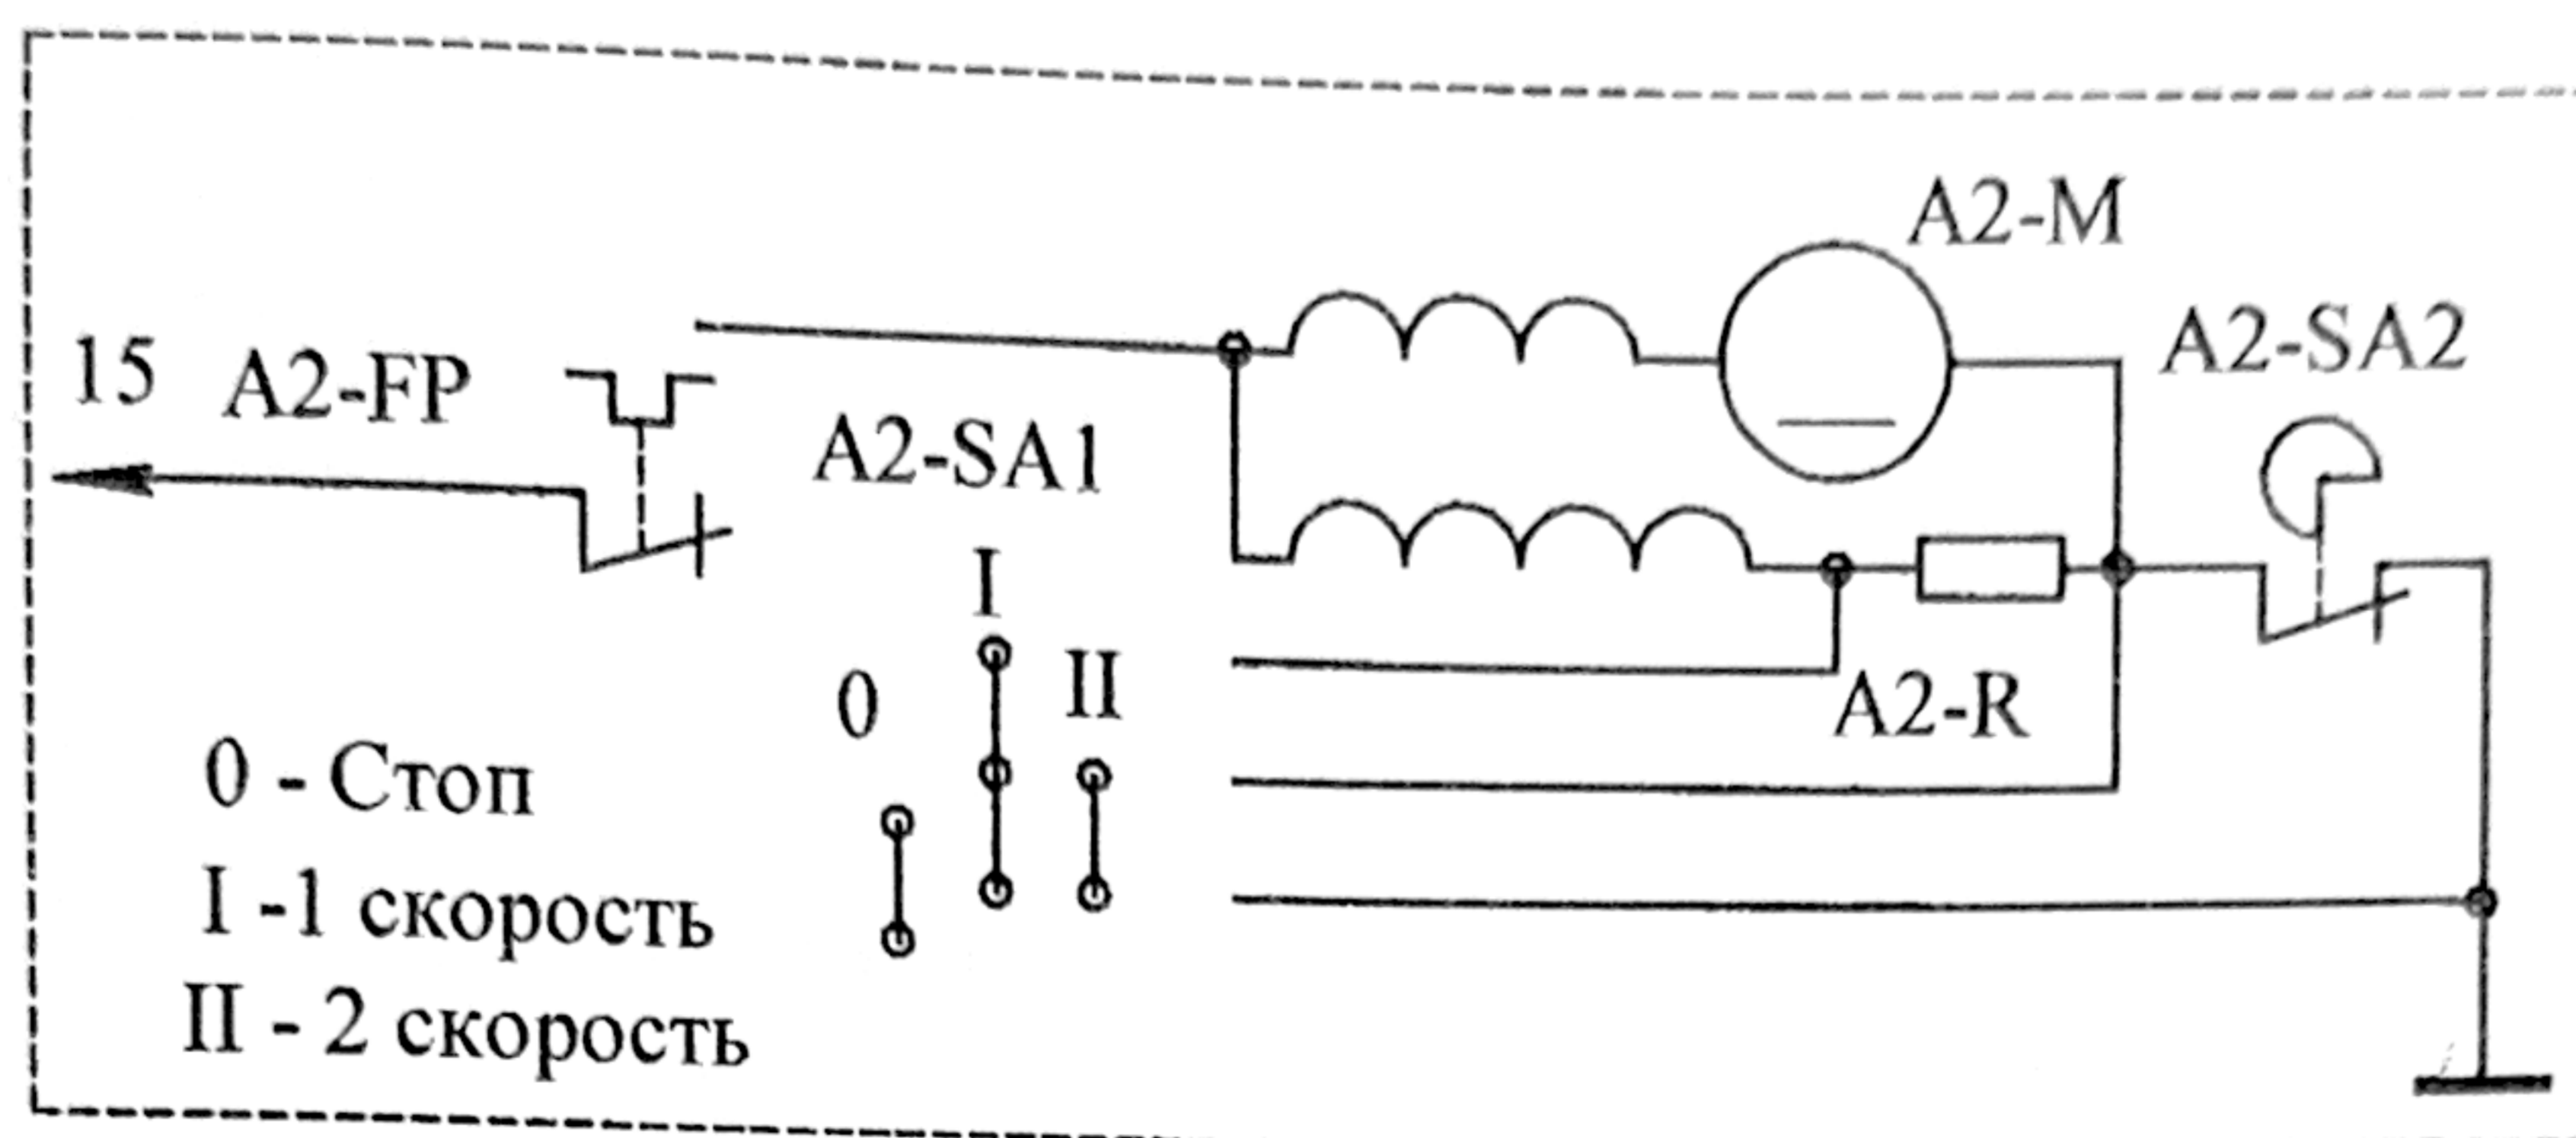 A2-M
A2-SA2
15 A2-FP
A2-SA1
I
0 II
A2-R
0 - Стоп
I -1 скорость
II - 2 скорость